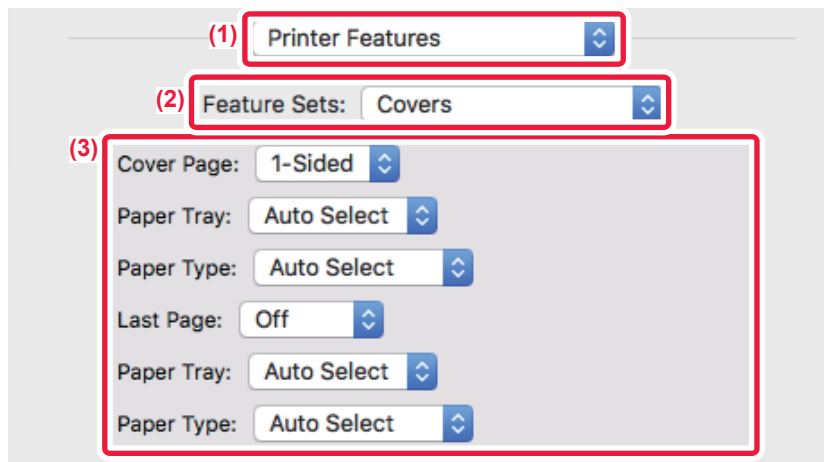 (1) Printer Features
(2) Feature Sets: Covers
(3)
Cover Page: 1-Sided
Paper Tray: Auto Select
Paper Type: Auto Select
Last Page: Off
Paper Tray: Auto Select
Paper Type: Auto Select